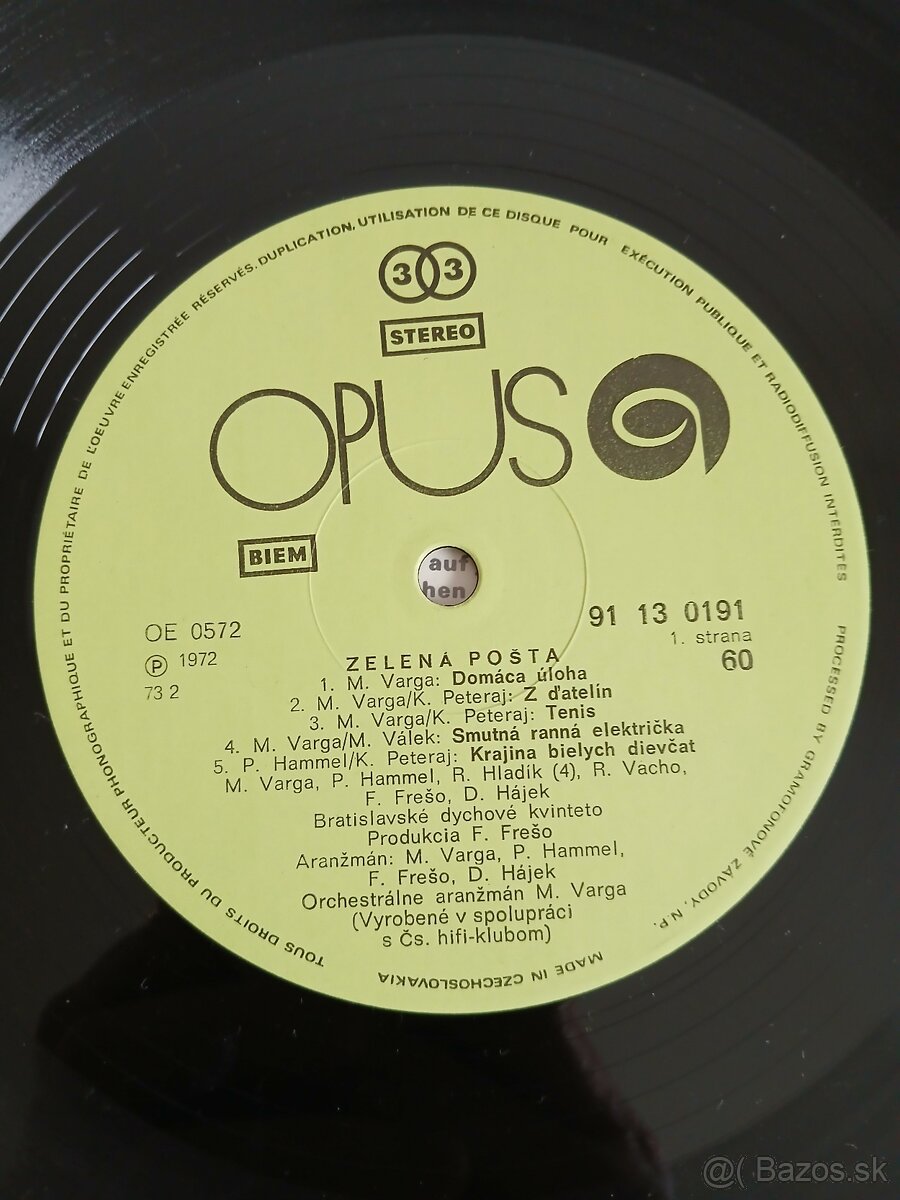 TOUS DROITS DU PRODUCTEUR PHONOGRAPHIQUE ET DU PROPRIÉTAIRE DE L'OEUVRE ENREGISTRÉE RÉSERVÉS. DUPLICATION, UTILISATION DE CE DISQUE POUR EXÉCUTION PUBLIQUE ET RADIODIFFUSION INTERDITES
PROCESSED BY GRAMOFONOVÉ ZÁVODY, N.P.
MADE IN CZECHOSLOVAKIA
33
STEREO
OPUS
BIEM
auf
hen
OE 0572
91 13 0191
Ⓟ 1972
1. strana
73 2
60
ZELENÁ POŠTA
1. M. Varga: Domáca úloha
2. M. Varga/K. Peteraj: Z ďatelín
3. M. Varga/K. Peteraj: Tenis
4. M. Varga/M. Válek: Smutná ranná električka
5. P. Hammel/K. Peteraj: Krajina bielych dievčat
M. Varga, P. Hammel, R. Hladík (4), R. Vacho,
F. Frešo, D. Hájek
Bratislavské dychové kvinteto
Produkcia F. Frešo
Aranžmán: M. Varga, P. Hammel,
F. Frešo, D. Hájek
Orchestrálne aranžmán M. Varga
(Vyrobené v spolupráci
s Čs. hifi-klubom)
@( Bazos.sk